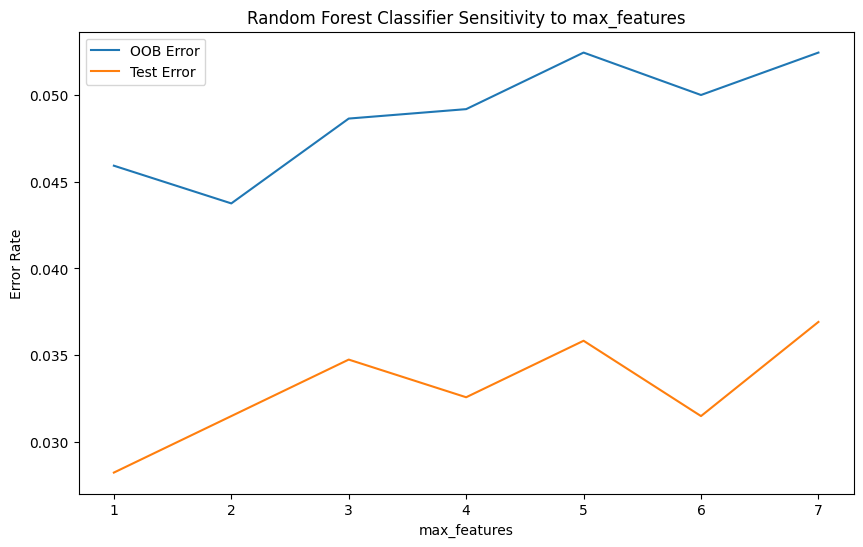 Random Forest Classifier Sensitivity to max_features
OOB Error
Test Error
0.050
0.045
0.040
0.035
0.030
Error Rate
1 2 3 4 5 6 7
max_features